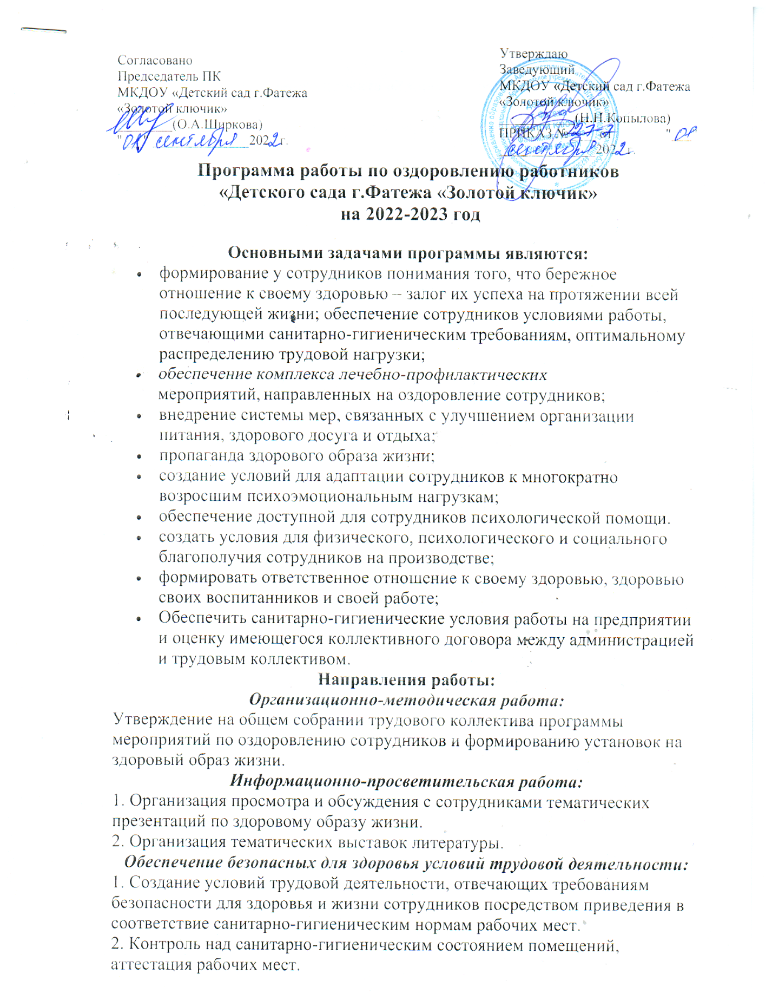 Согласовано
Председатель ПК
МКДОУ «Детский сад г.Фатежа
«Золотой ключик»
________(О.А.Ширкова)
" " сентября 2022 г.
Утверждаю
Заведующий
МКДОУ «Детский сад г.Фатежа
«Золотой ключик»
(Н.Н.Копылова)
ПРИКАЗ № 227-7 от " "
сентября 2022 г.
Программа работы по оздоровлению работников
«Детского сада г.Фатежа «Золотой ключик»
на 2022-2023 год
Основными задачами программы являются:
• формирование у сотрудников понимания того, что бережное
отношение к своему здоровью – залог их успеха на протяжении всей
последующей жизни; обеспечение сотрудников условиями работы,
отвечающими санитарно-гигиеническим требованиям, оптимальному
распределению трудовой нагрузки;
• обеспечение комплекса лечебно-профилактических
мероприятий, направленных на оздоровление сотрудников;
• внедрение системы мер, связанных с улучшением организации
питания, здорового досуга и отдыха;
• пропаганда здорового образа жизни;
• создание условий для адаптации сотрудников к многократно
возросшим психоэмоциональным нагрузкам;
• обеспечение доступной для сотрудников психологической помощи.
• создать условия для физического, психологического и социального
благополучия сотрудников на производстве;
• формировать ответственное отношение к своему здоровью, здоровью
своих воспитанников и своей работе;
• Обеспечить санитарно-гигиенические условия работы на предприятии
и оценку имеющегося коллективного договора между администрацией
и трудовым коллективом.
Направления работы:
Организационно-методическая работа:
Утверждение на общем собрании трудового коллектива программы
мероприятий по оздоровлению сотрудников и формированию установок на
здоровый образ жизни.
Информационно-просветительская работа:
1. Организация просмотра и обсуждения с сотрудниками тематических
презентаций по здоровому образу жизни.
2. Организация тематических выставок литературы.
Обеспечение безопасных для здоровья условий трудовой деятельности:
1. Создание условий трудовой деятельности, отвечающих требованиям
безопасности для здоровья и жизни сотрудников посредством приведения в
соответствие санитарно-гигиеническим нормам рабочих мест.
2. Контроль над санитарно-гигиеническим состоянием помещений,
аттестация рабочих мест.